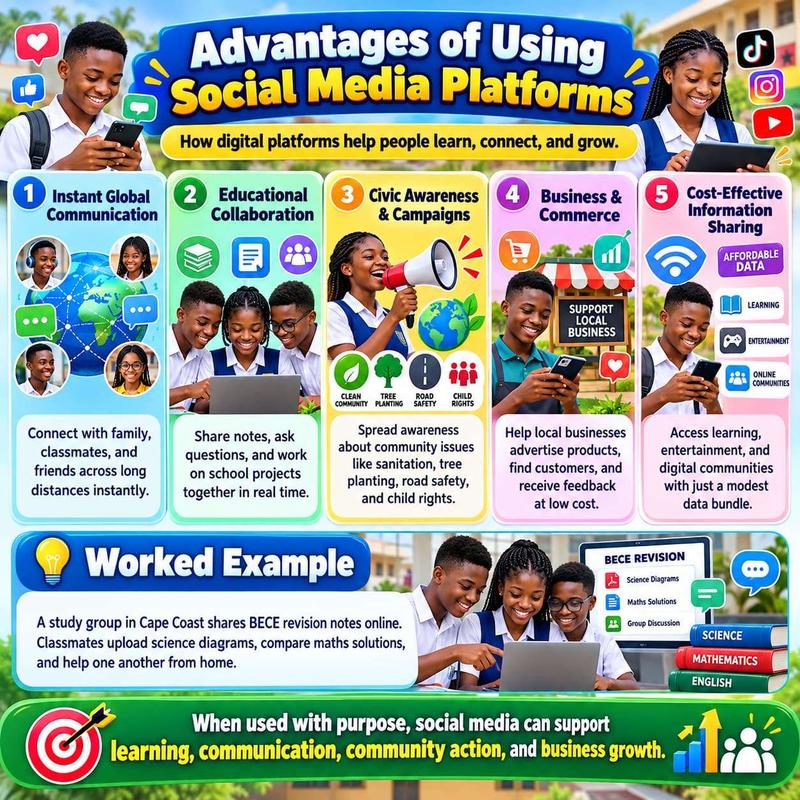 Advantages of Using
Social Media Platforms
How digital platforms help people learn, connect, and grow.
1 Instant Global
Communication
Connect with family,
classmates, and
friends across long
distances instantly.
2 Educational
Collaboration
Share notes, ask
questions, and work
on school projects
together in real time.
3 Civic Awareness
& Campaigns
CLEAN
COMMUNITY
TREE
PLANTING
ROAD
SAFETY
CHILD
RIGHTS
Spread awareness
about community issues
like sanitation, tree
planting, road safety,
and child rights.
4 Business &
Commerce
SUPPORT
LOCAL
BUSINESS
Help local businesses
advertise products,
find customers, and
receive feedback
at low cost.
5 Cost-Effective
Information
Sharing
AFFORDABLE
DATA
LEARNING
ENTERTAINMENT
ONLINE
COMMUNITIES
Access learning,
entertainment, and
digital communities
with just a modest
data bundle.
Worked Example
A study group in Cape Coast shares BECE revision notes online.
Classmates upload science diagrams, compare maths solutions,
and help one another from home.
BECE REVISION
Science Diagrams
Maths Solutions
Group Discussion
SCIENCE
MATHEMATICS
ENGLISH
When used with purpose, social media can support
learning, communication, community action, and business growth.